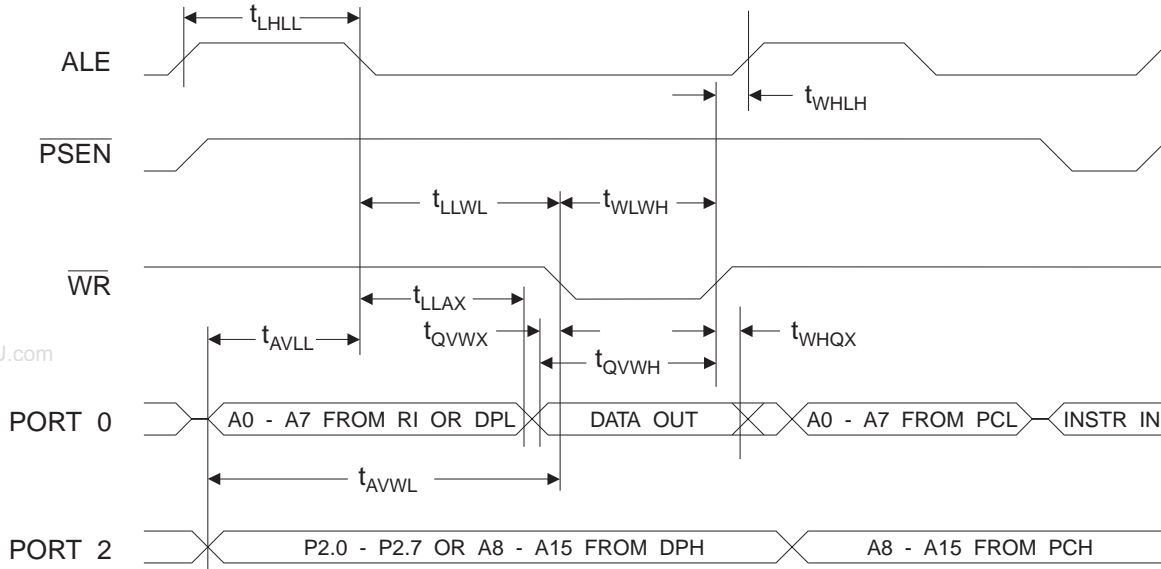 tLHLL
ALE
tWHLH
PSEN
tLLWL
tWLWH
WR
tLLAX
tAVLL
tQVWX
tWHQX
tQVWH
J.com
PORT 0
A0 - A7 FROM RI OR DPL
DATA OUT
A0 - A7 FROM PCL
INSTR IN
tAVWL
PORT 2
P2.0 - P2.7 OR A8 - A15 FROM DPH
A8 - A15 FROM PCH